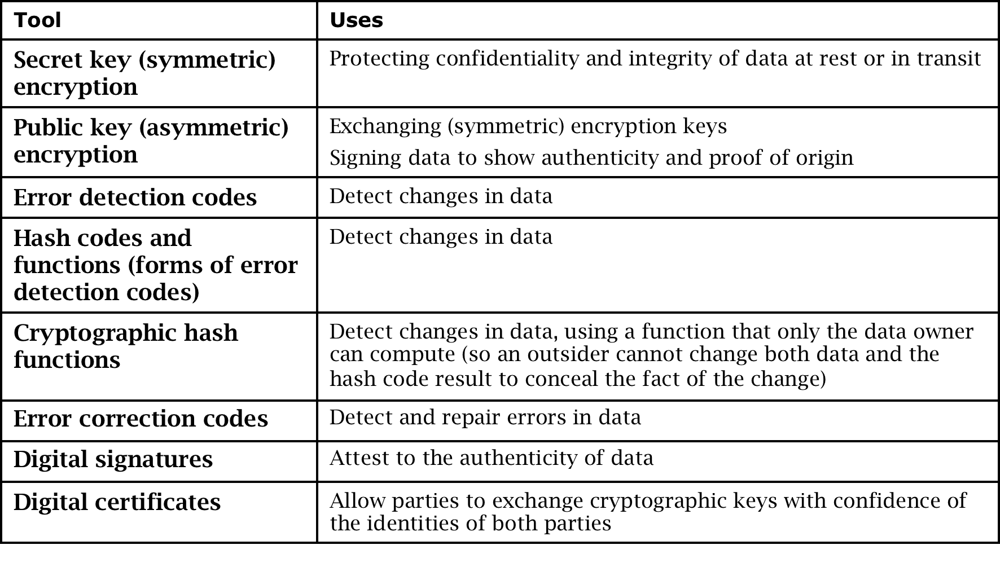 Tool
Uses
Secret key (symmetric)
encryption
Protecting confidentiality and integrity of data at rest or in transit
Public key (asymmetric)
encryption
Exchanging (symmetric) encryption keys
Signing data to show authenticity and proof of origin
Error detection codes
Detect changes in data
Hash codes and
functions (forms of error
detection codes)
Detect changes in data
Cryptographic hash
functions
Detect changes in data, using a function that only the data owner
can compute (so an outsider cannot change both data and the
hash code result to conceal the fact of the change)
Error correction codes
Detect and repair errors in data
Digital signatures
Attest to the authenticity of data
Digital certificates
Allow parties to exchange cryptographic keys with confidence of
the identities of both parties